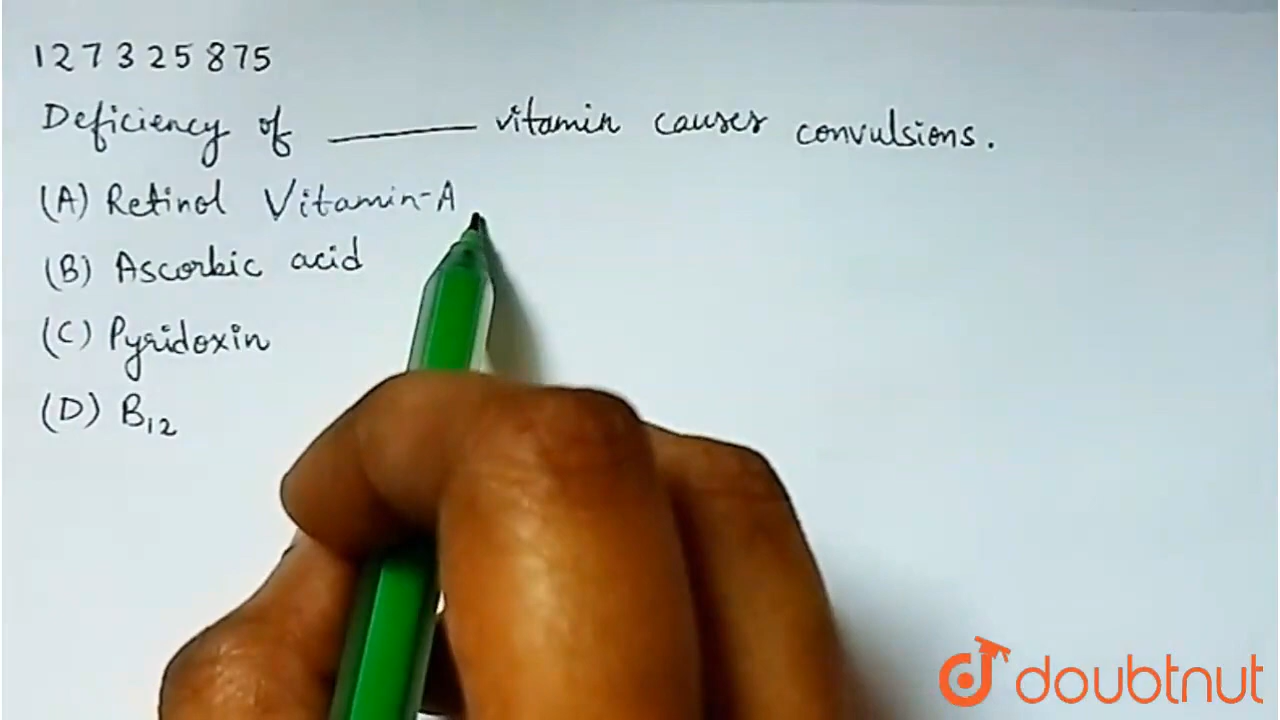 127325875
Deficiency of ______ vitamin causes convulsions.
(A) Retinol Vitamin-A
(B) Ascorbic acid
(C) Pyridoxin
(D) B12
doubtnut